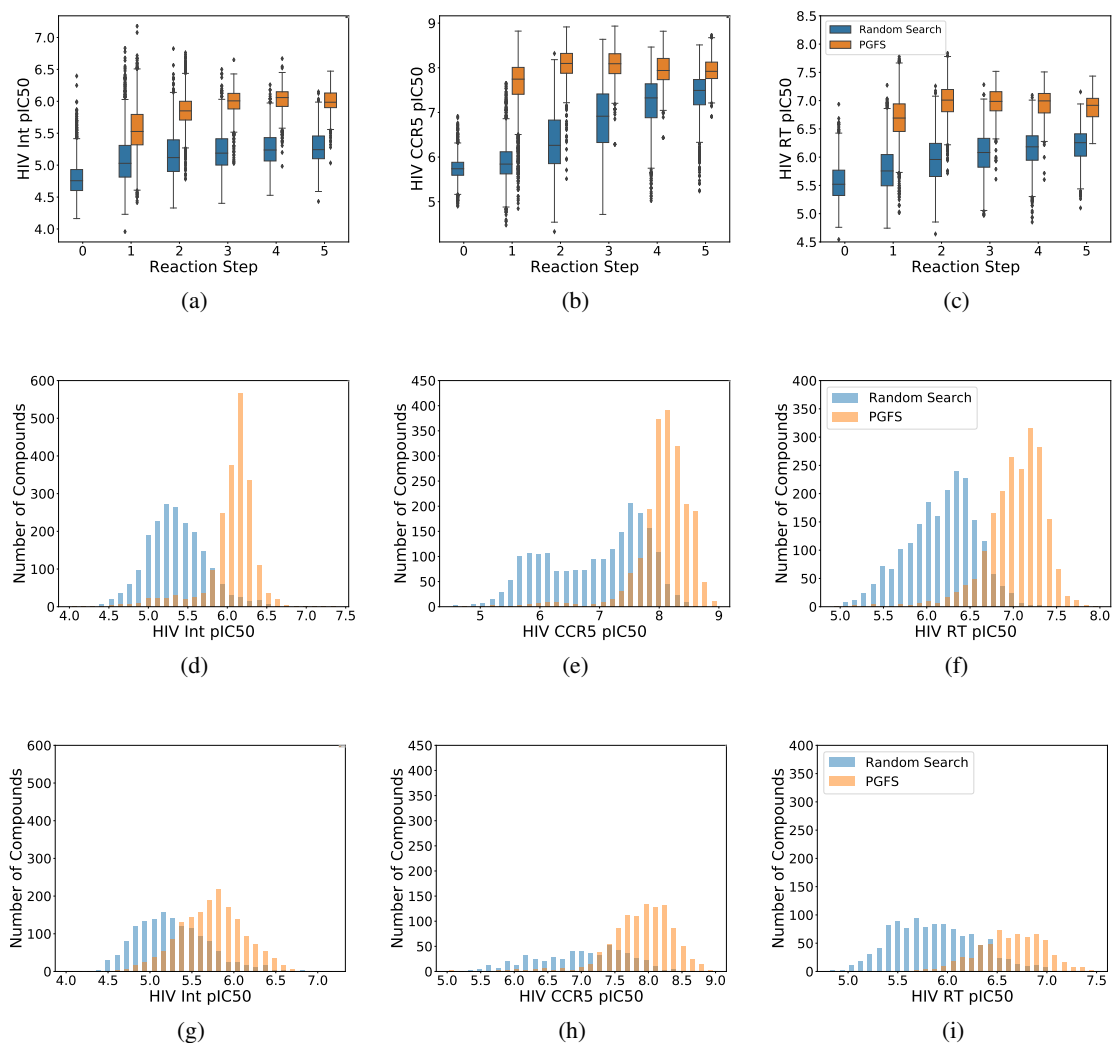 HIV Int pIC50
7.0
6.5
6.0
5.5
5.0
4.5
4.0
0 1 2 3 4 5
Reaction Step
(a)
HIV CCR5 pIC50
9
8
7
6
5
0 1 2 3 4 5
Reaction Step
(b)
HIV RT pIC50
8.5
8.0
7.5
7.0
6.5
6.0
5.5
5.0
4.5
Random Search
PGFS
0 1 2 3 4 5
Reaction Step
(c)
Number of Compounds
600
500
400
300
200
100
0
4.0 4.5 5.0 5.5 6.0 6.5 7.0 7.5
HIV Int pIC50
(d)
Number of Compounds
450
400
350
300
250
200
150
100
50
0
5 6 7 8 9
HIV CCR5 pIC50
(e)
Number of Compounds
400
350
300
250
200
150
100
50
0
Random Search
PGFS
5.0 5.5 6.0 6.5 7.0 7.5 8.0
HIV RT pIC50
(f)
Number of Compounds
600
500
400
300
200
100
0
4.0 4.5 5.0 5.5 6.0 6.5 7.0
HIV Int pIC50
(g)
Number of Compounds
450
400
350
300
250
200
150
100
50
0
5.0 5.5 6.0 6.5 7.0 7.5 8.0 8.5 9.0
HIV CCR5 pIC50
(h)
Number of Compounds
400
350
300
250
200
150
100
50
0
Random Search
PGFS
5.0 5.5 6.0 6.5 7.0 7.5
HIV RT pIC50
(i)